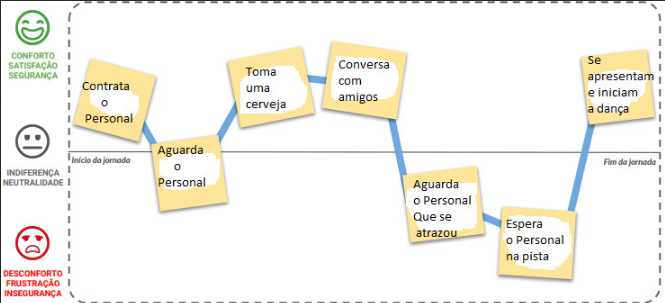 CONFORTO
SATISFAÇÃO
SEGURANÇA
INDIFERENÇA
NEUTRALIDADE
DESCONFORTO
FRUSTRAÇÃO
INSEGURANÇA
Início da jornada
Contrata
o
Personal
Aguarda
o
Personal
Toma
uma
cerveja
Conversa
com
amigos
Aguarda
o Personal
Que se
atrazou
Espera
o Personal
na pista
Se
apresentam
e iniciam
a dança
Fim da jornada